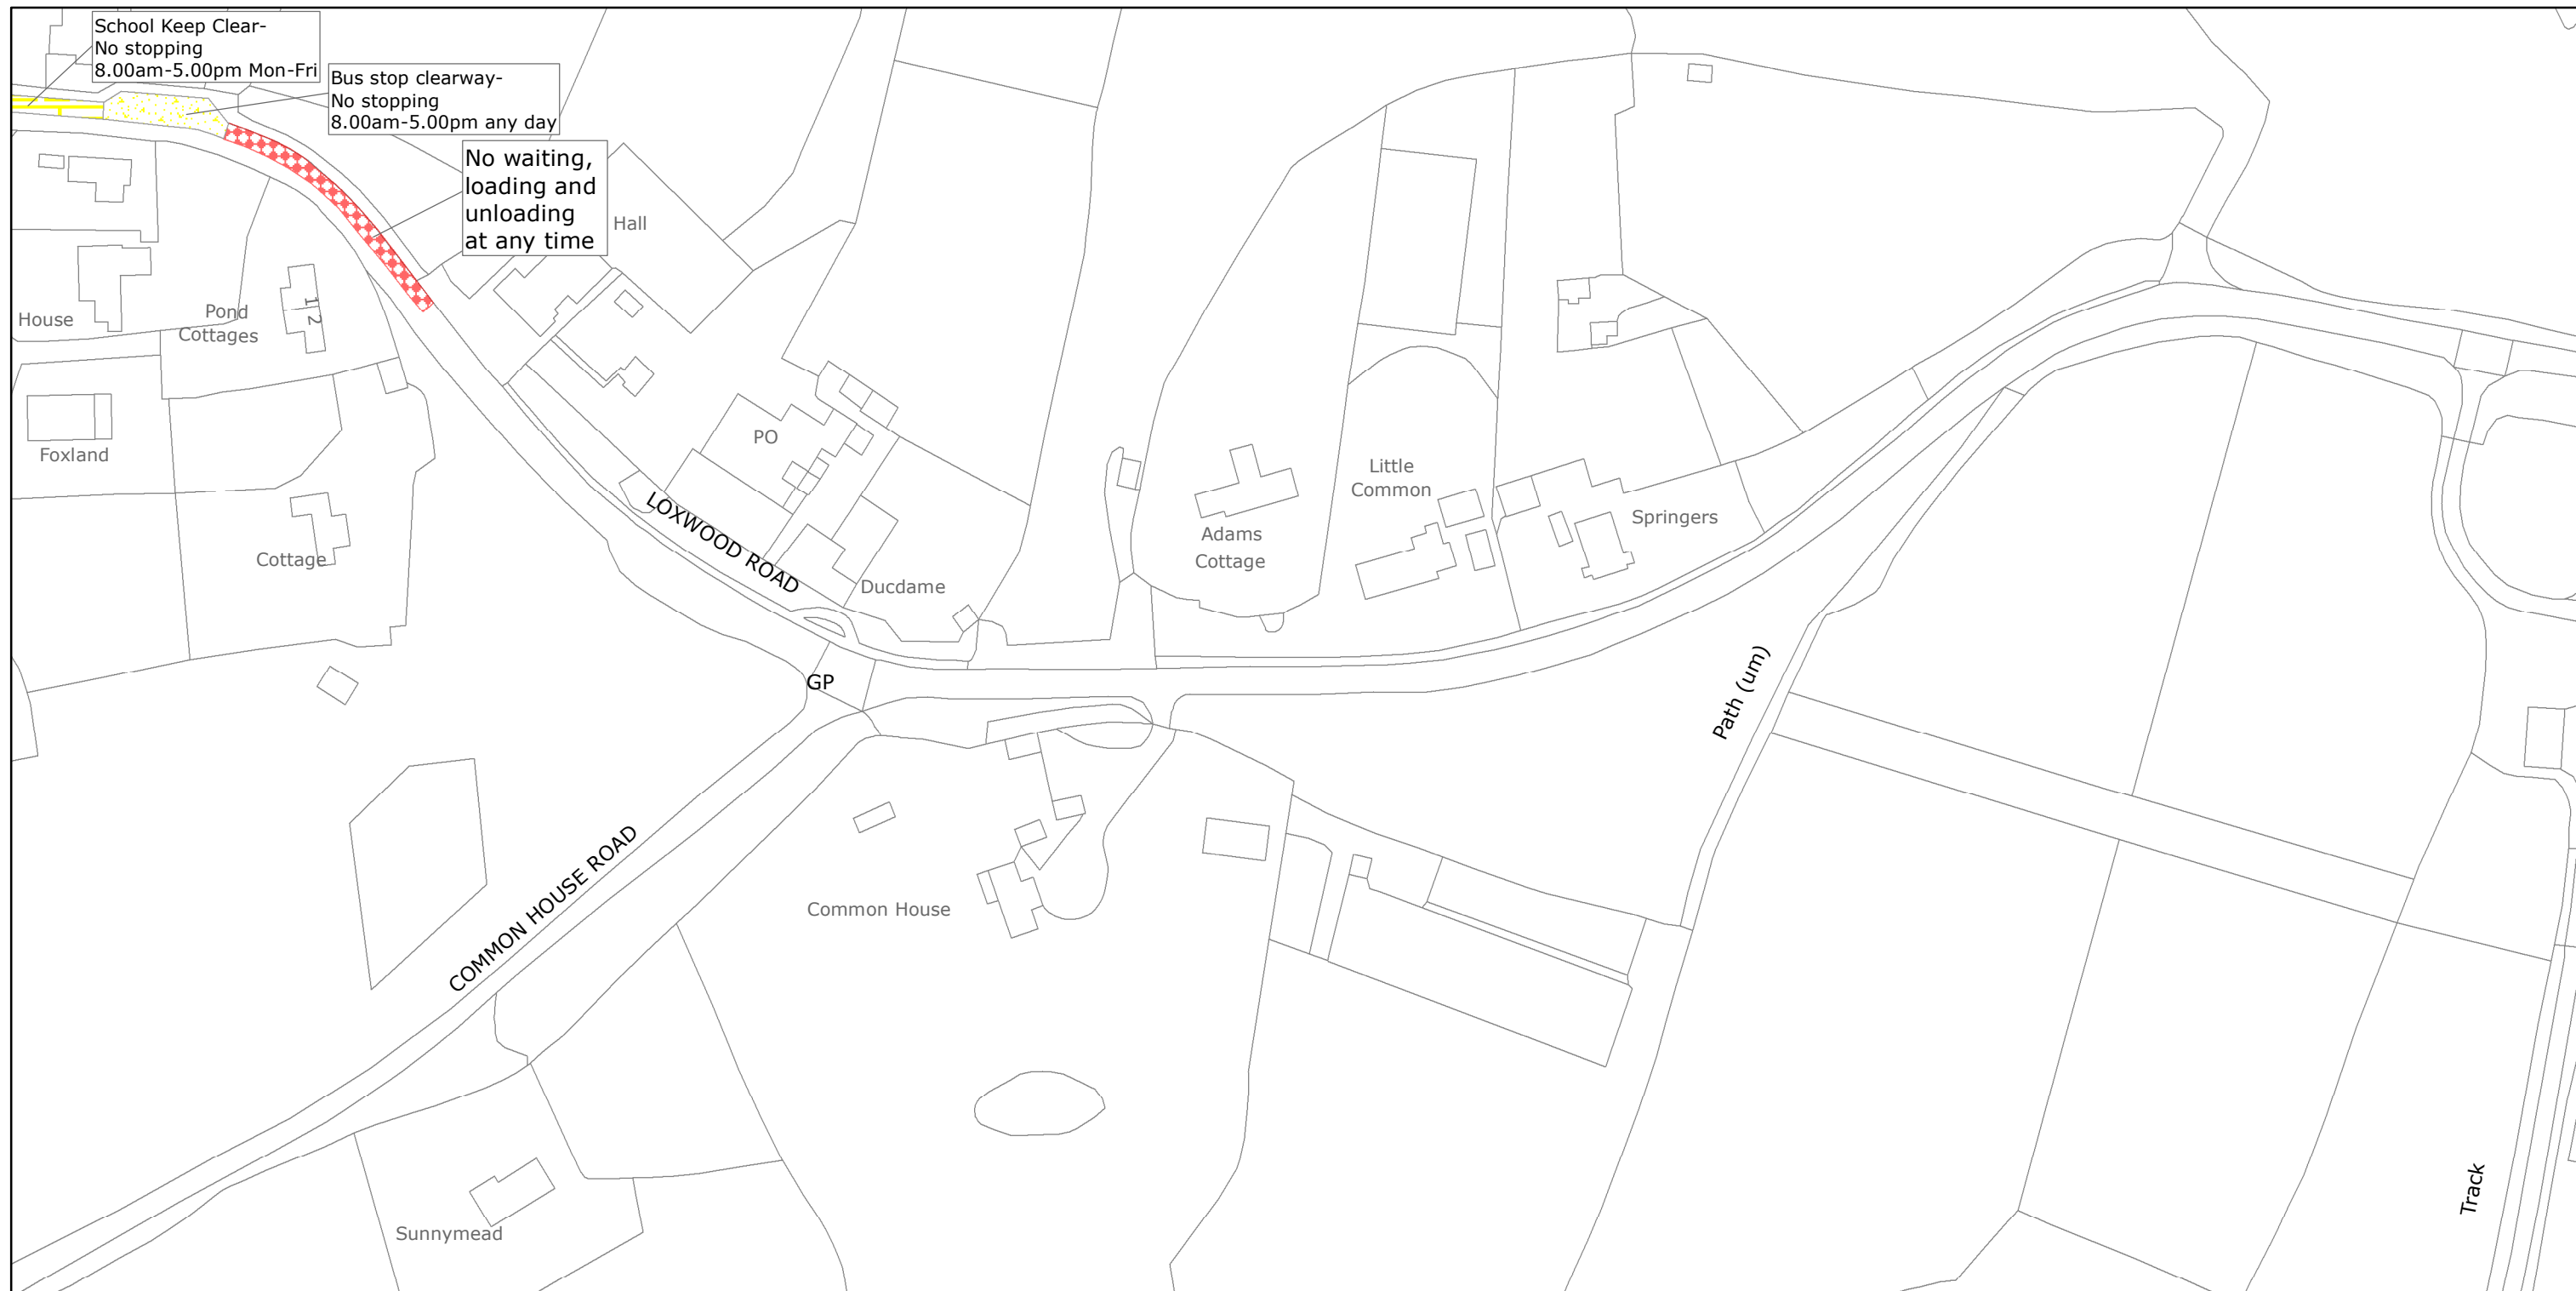 School Keep Clear-
No stopping
8.00am-5.00pm Mon-Fri
Bus stop clearway-
No stopping
8.00am-5.00pm any day
No waiting,
loading and
unloading
at any time
Hall
House
Pond
Cottages
1
2
Foxland
Cottage
PO
LOXWOOD ROAD
Ducdame
Adams
Cottage
Little
Common
Springers
GP
Path (um)
COMMON HOUSE ROAD
Common House
Sunnymead
Track